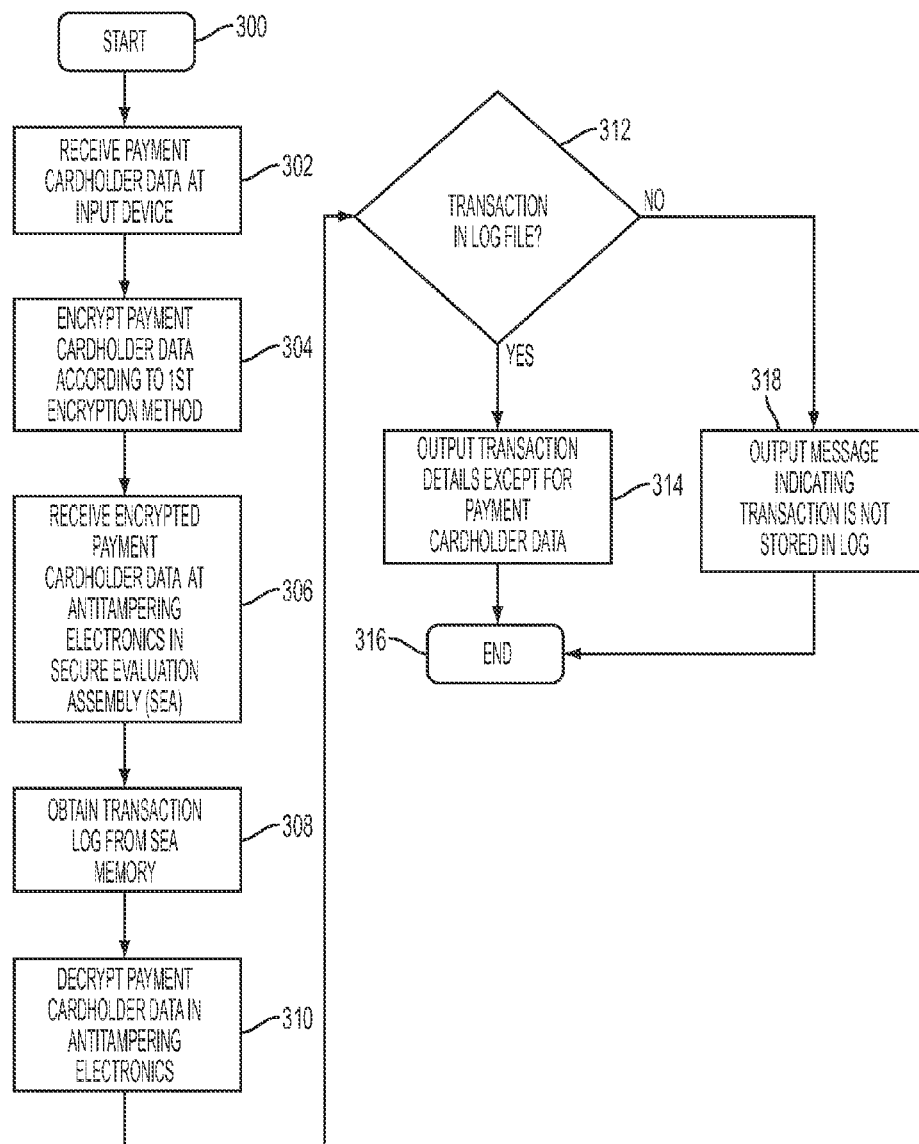 START
300
RECEIVE PAYMENT
CARDHOLDER DATA AT
INPUT DEVICE
302
ENCRYPT PAYMENT
CARDHOLDER DATA
ACCORDING TO 1ST
ENCRYPTION METHOD
304
RECEIVE ENCRYPTED
PAYMENT
CARDHOLDER DATA AT
ANTITAMPERING
ELECTRONICS IN
SECURE EVALUATION
ASSEMBLY (SEA)
306
OBTAIN TRANSACTION
LOG FROM SEA
MEMORY
308
DECRYPT PAYMENT
CARDHOLDER DATA IN
ANTITAMPERING
ELECTRONICS
310
312
TRANSACTION
IN LOG FILE?
NO
YES
OUTPUT TRANSACTION
DETAILS EXCEPT FOR
PAYMENT
CARDHOLDER DATA
314
318
OUTPUT MESSAGE
INDICATING
TRANSACTION IS NOT
STORED IN LOG
316
END